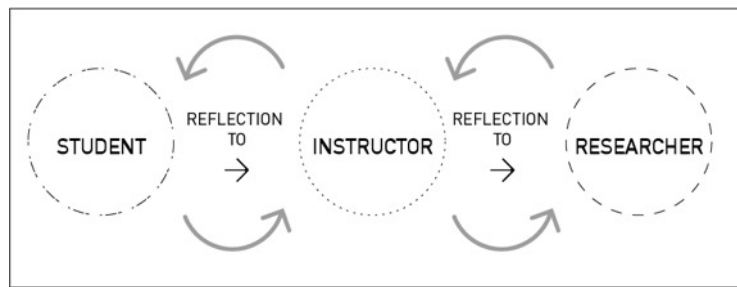 STUDENT
REFLECTION
TO
INSTRUCTOR
REFLECTION
TO
RESEARCHER